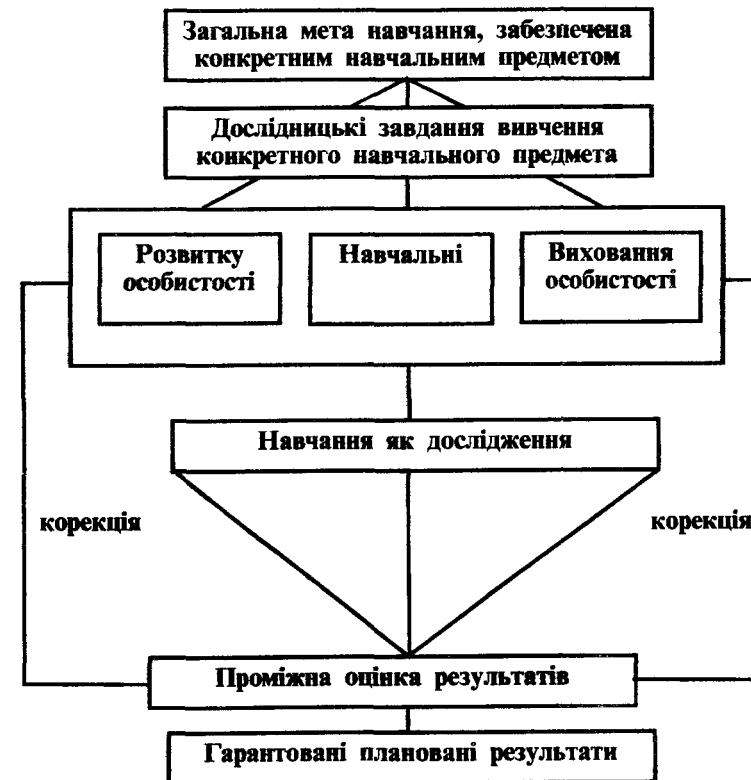 Загальна мета навчання, забезпечена
конкретним навчальним предметом
Дослідницькі завдання вивчення
конкретного навчального предмета
Розвитку
особистості
Навчальні
Виховання
особистості
Навчання як дослідження
корекція
корекція
Проміжна оцінка результатів
Гарантовані плановані результати